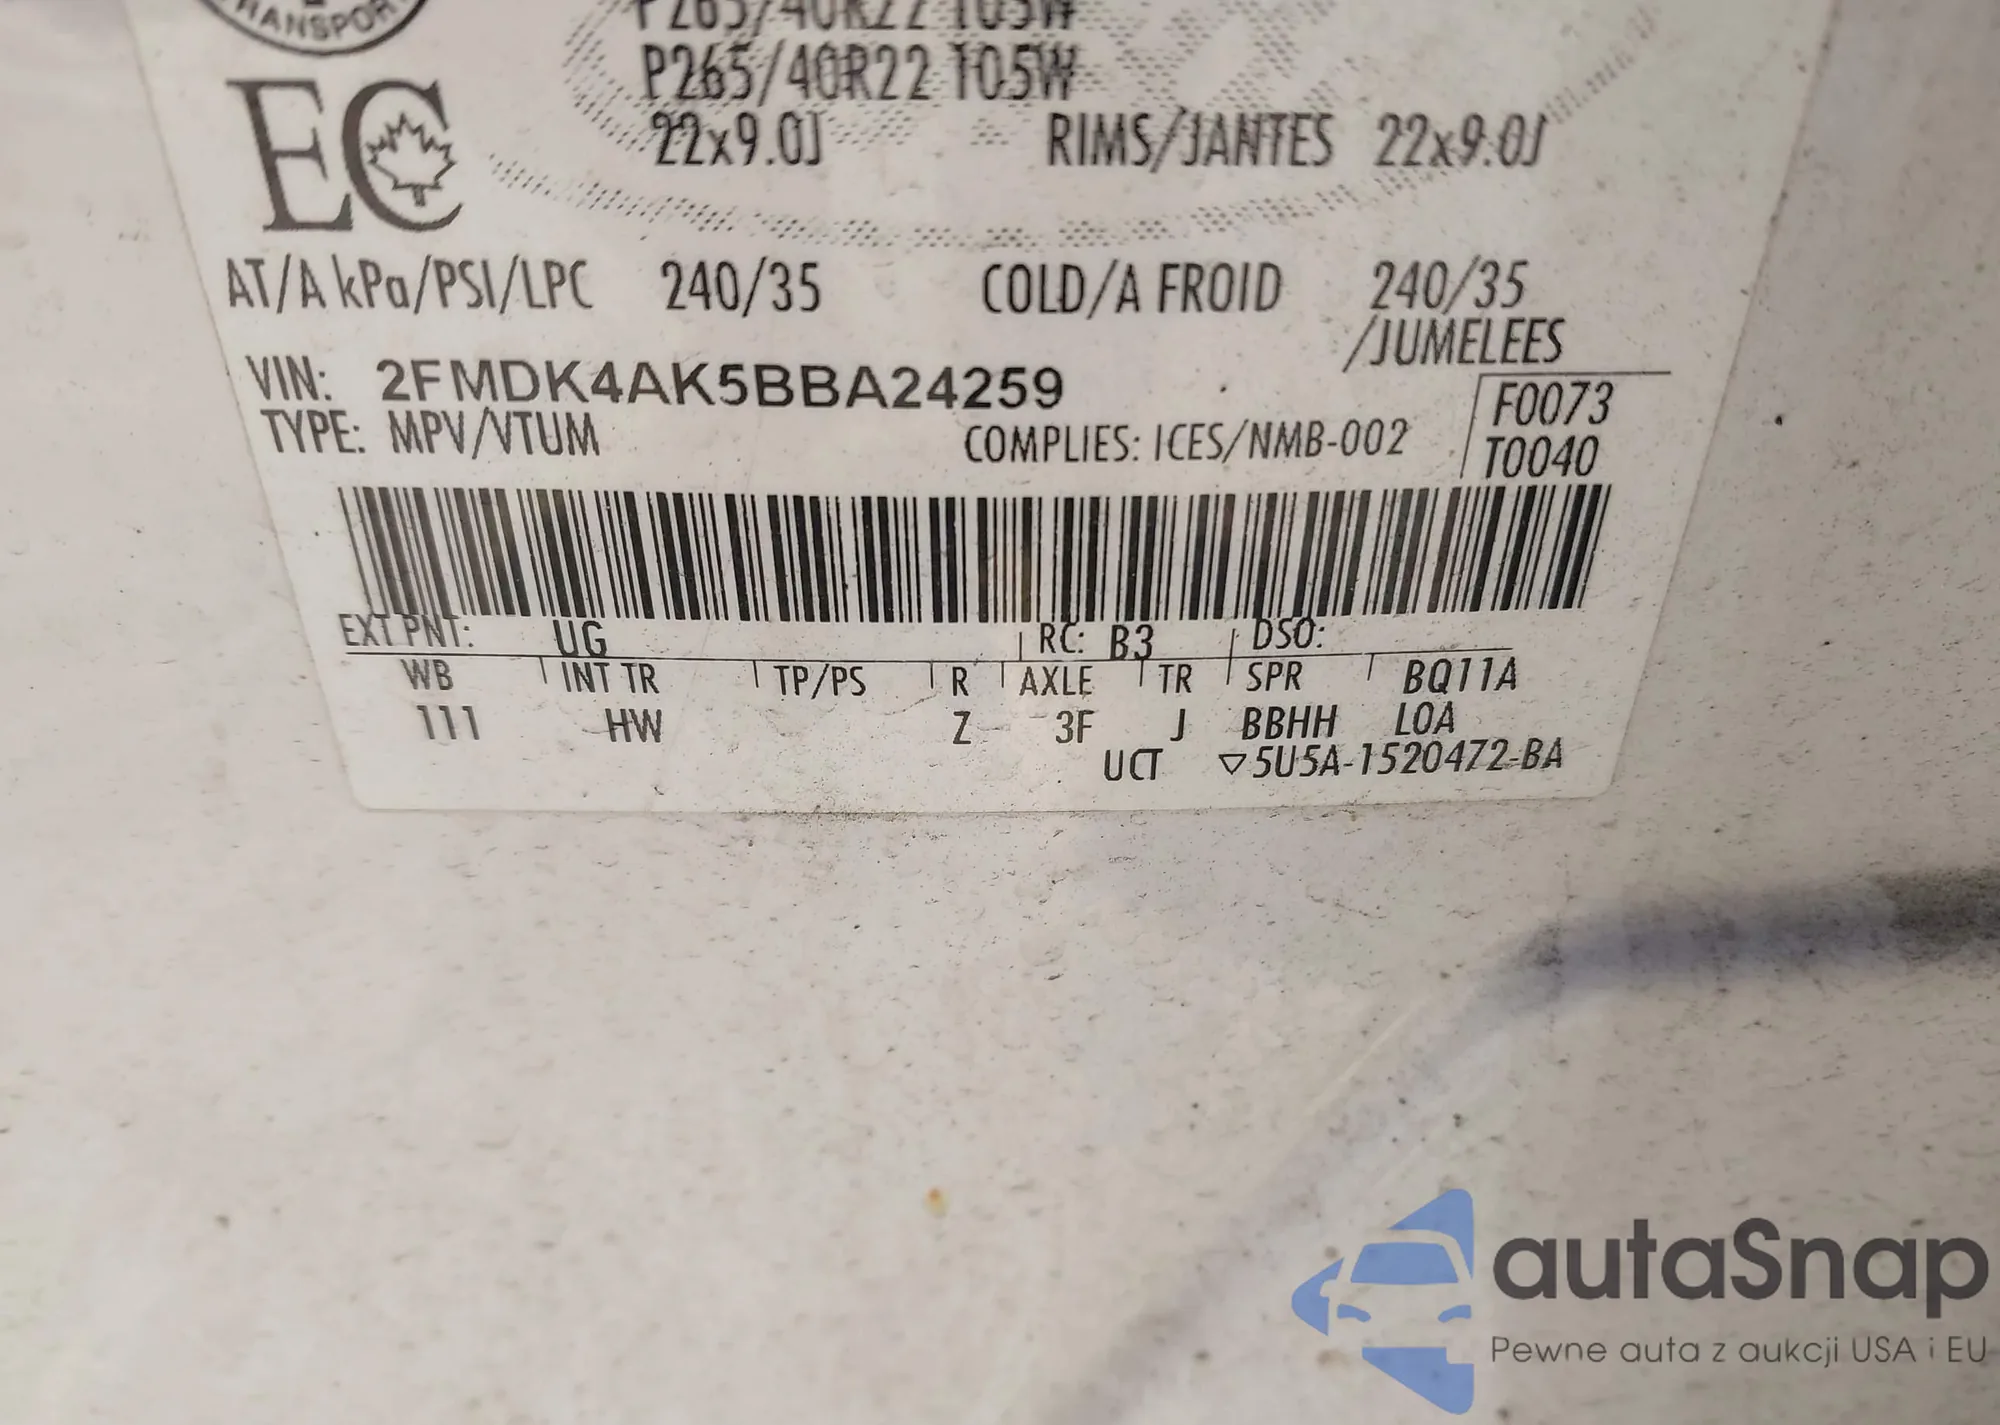 TRANSPORT
P265/40R22 105W
P265/40R22 105W
EC
22x9.0J RIMS/JANTES 22x9.0J
AT/A kPa/PSI/LPC 240/35 COLD/A FROID 240/35
/JUMELEES
VIN: 2FMDK4AK5BBA24259
F0073
TYPE: MPV/VTUM COMPLIES: ICES/NMB-002
T0040
EXT PNT: UG RC: B3 DSO:
WB INT TR TP/PS R AXLE TR SPR BQ11A
111 HW Z 3F J BBHH LOA
UCT ▽5U5A-1520472-BA
autaSnap
Pewne auta z aukcji USA i EU